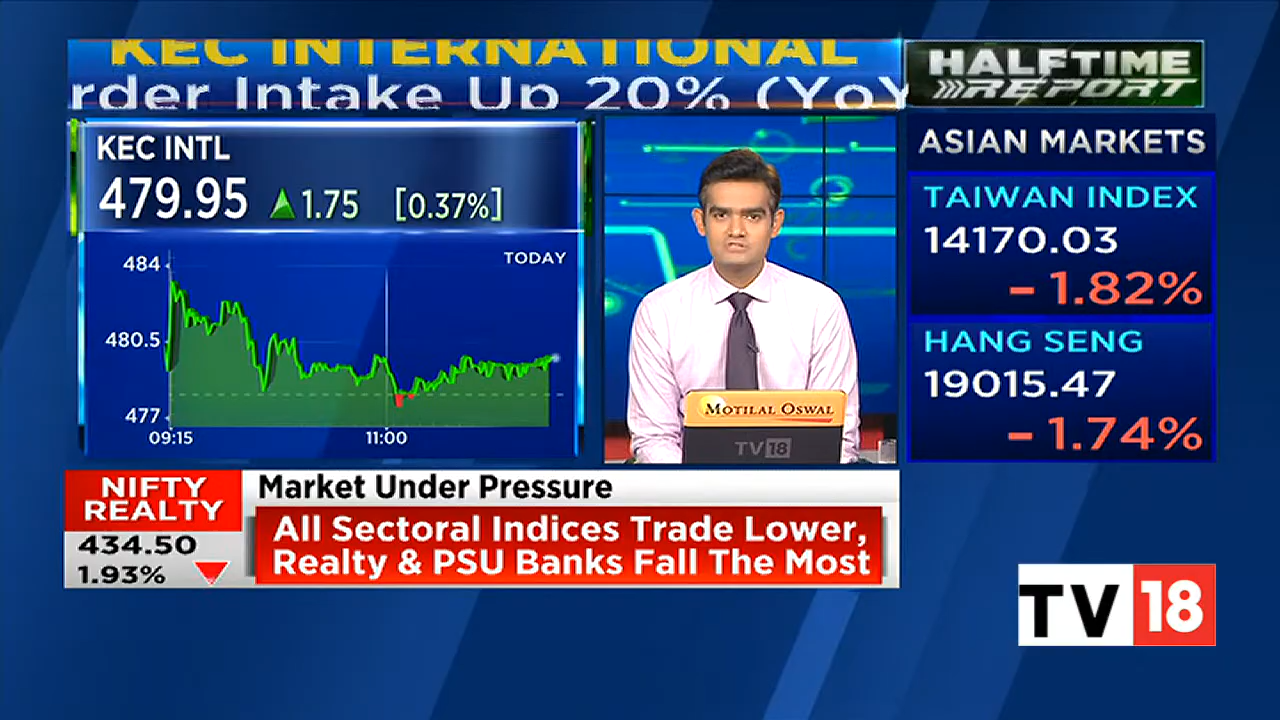 KEC INTERNATIONAL
rder Intake Up 20% (YoY
HALFTIME
REPORT
KEC INTL
479.95 ▲ 1.75 [0.37%]
TODAY
484
480.5
477
09:15 11:00
MOTILAL OSWAL
TV18
ASIAN MARKETS
TAIWAN INDEX
14170.03
– 1.82%
HANG SENG
19015.47
– 1.74%
NIFTY
REALTY
434.50
1.93% ▼
Market Under Pressure
All Sectoral Indices Trade Lower,
Realty & PSU Banks Fall The Most
TV18